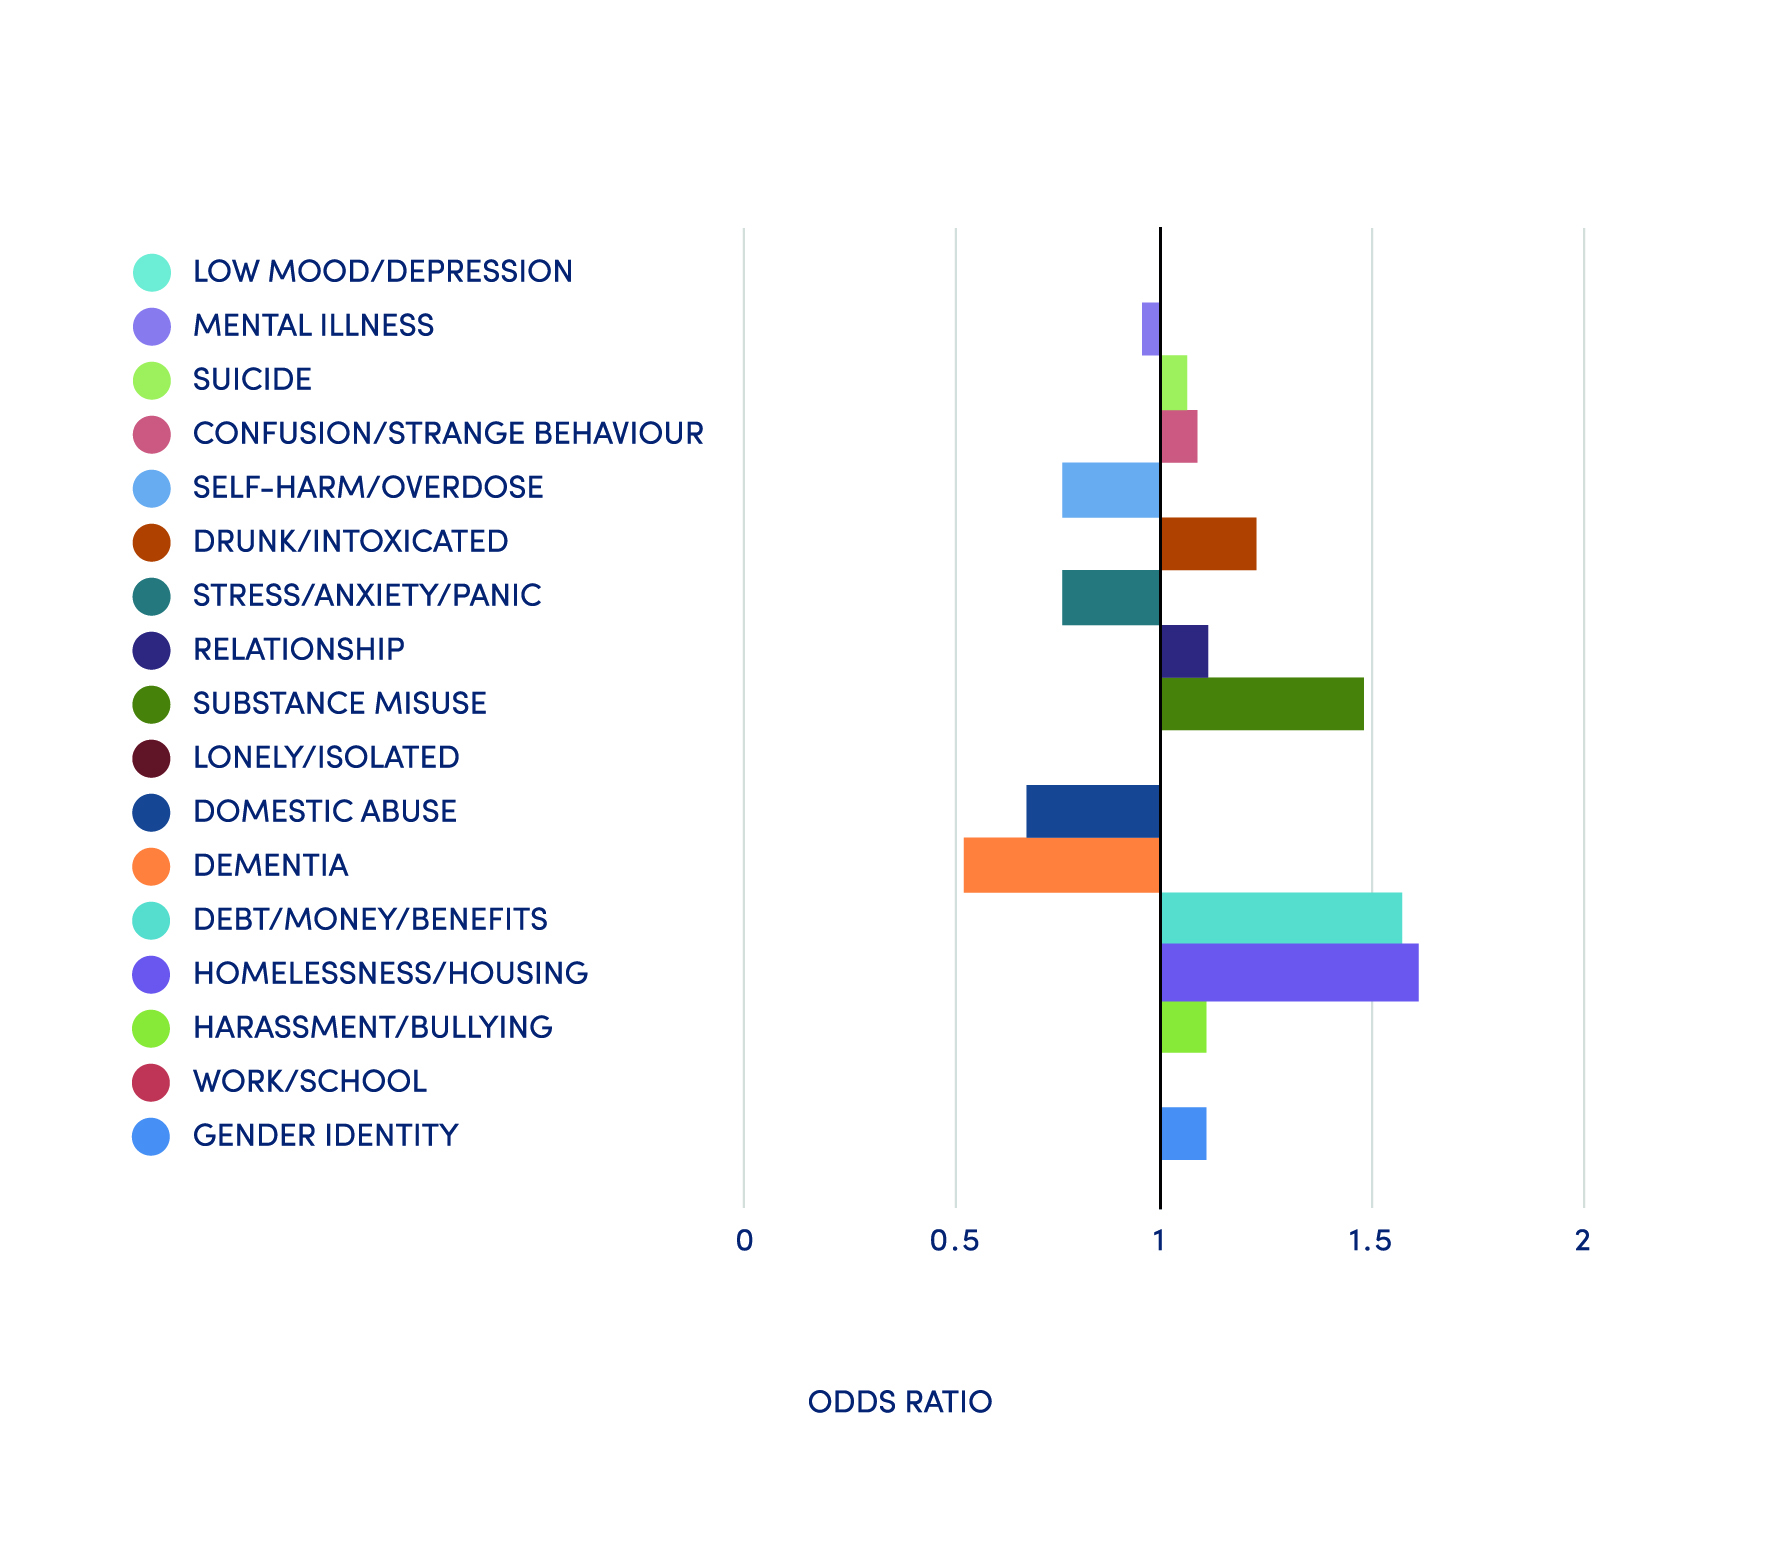 LOW MOOD/DEPRESSION
MENTAL ILLNESS
SUICIDE
CONFUSION/STRANGE BEHAVIOUR
SELF-HARM/OVERDOSE
DRUNK/INTOXICATED
STRESS/ANXIETY/PANIC
RELATIONSHIP
SUBSTANCE MISUSE
LONELY/ISOLATED
DOMESTIC ABUSE
DEMENTIA
DEBT/MONEY/BENEFITS
HOMELESSNESS/HOUSING
HARASSMENT/BULLYING
WORK/SCHOOL
GENDER IDENTITY
0 0.5 1 1.5 2
ODDS RATIO